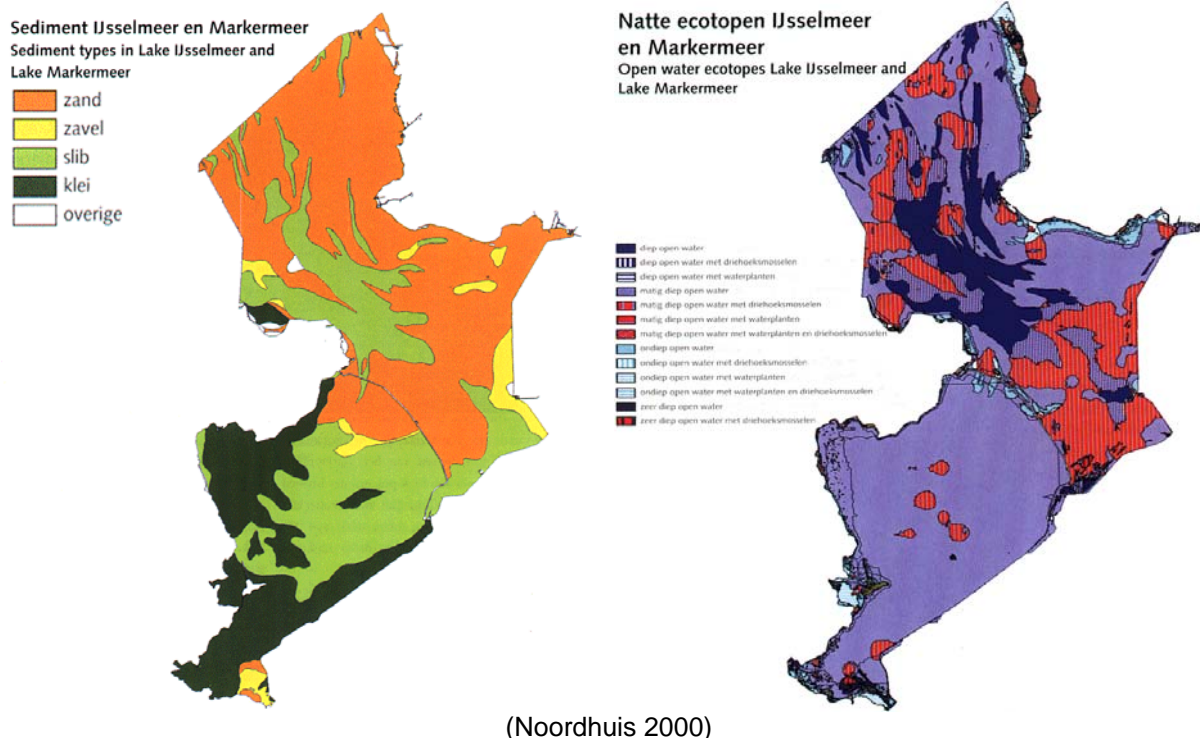 Sediment IJsselmeer en Markermeer
Sediment types in Lake IJsselmeer and
Lake Markermeer
zand
zavel
slib
klei
overige
Natte ecotopen IJsselmeer
en Markermeer
Open water ecotopes Lake IJsselmeer and
Lake Markermeer
diep open water
diep open water met driehoeksmosselen
diep open water met waterplanten
matig diep open water
matig diep open water met driehoeksmosselen
matig diep open water met waterplanten
matig diep open water met waterplanten en driehoeksmosselen
ondiep open water
ondiep open water met driehoeksmosselen
ondiep open water met waterplanten
ondiep open water met waterplanten en driehoeksmosselen
zeer diep open water
zeer diep open water met driehoeksmosselen
(Noordhuis 2000)